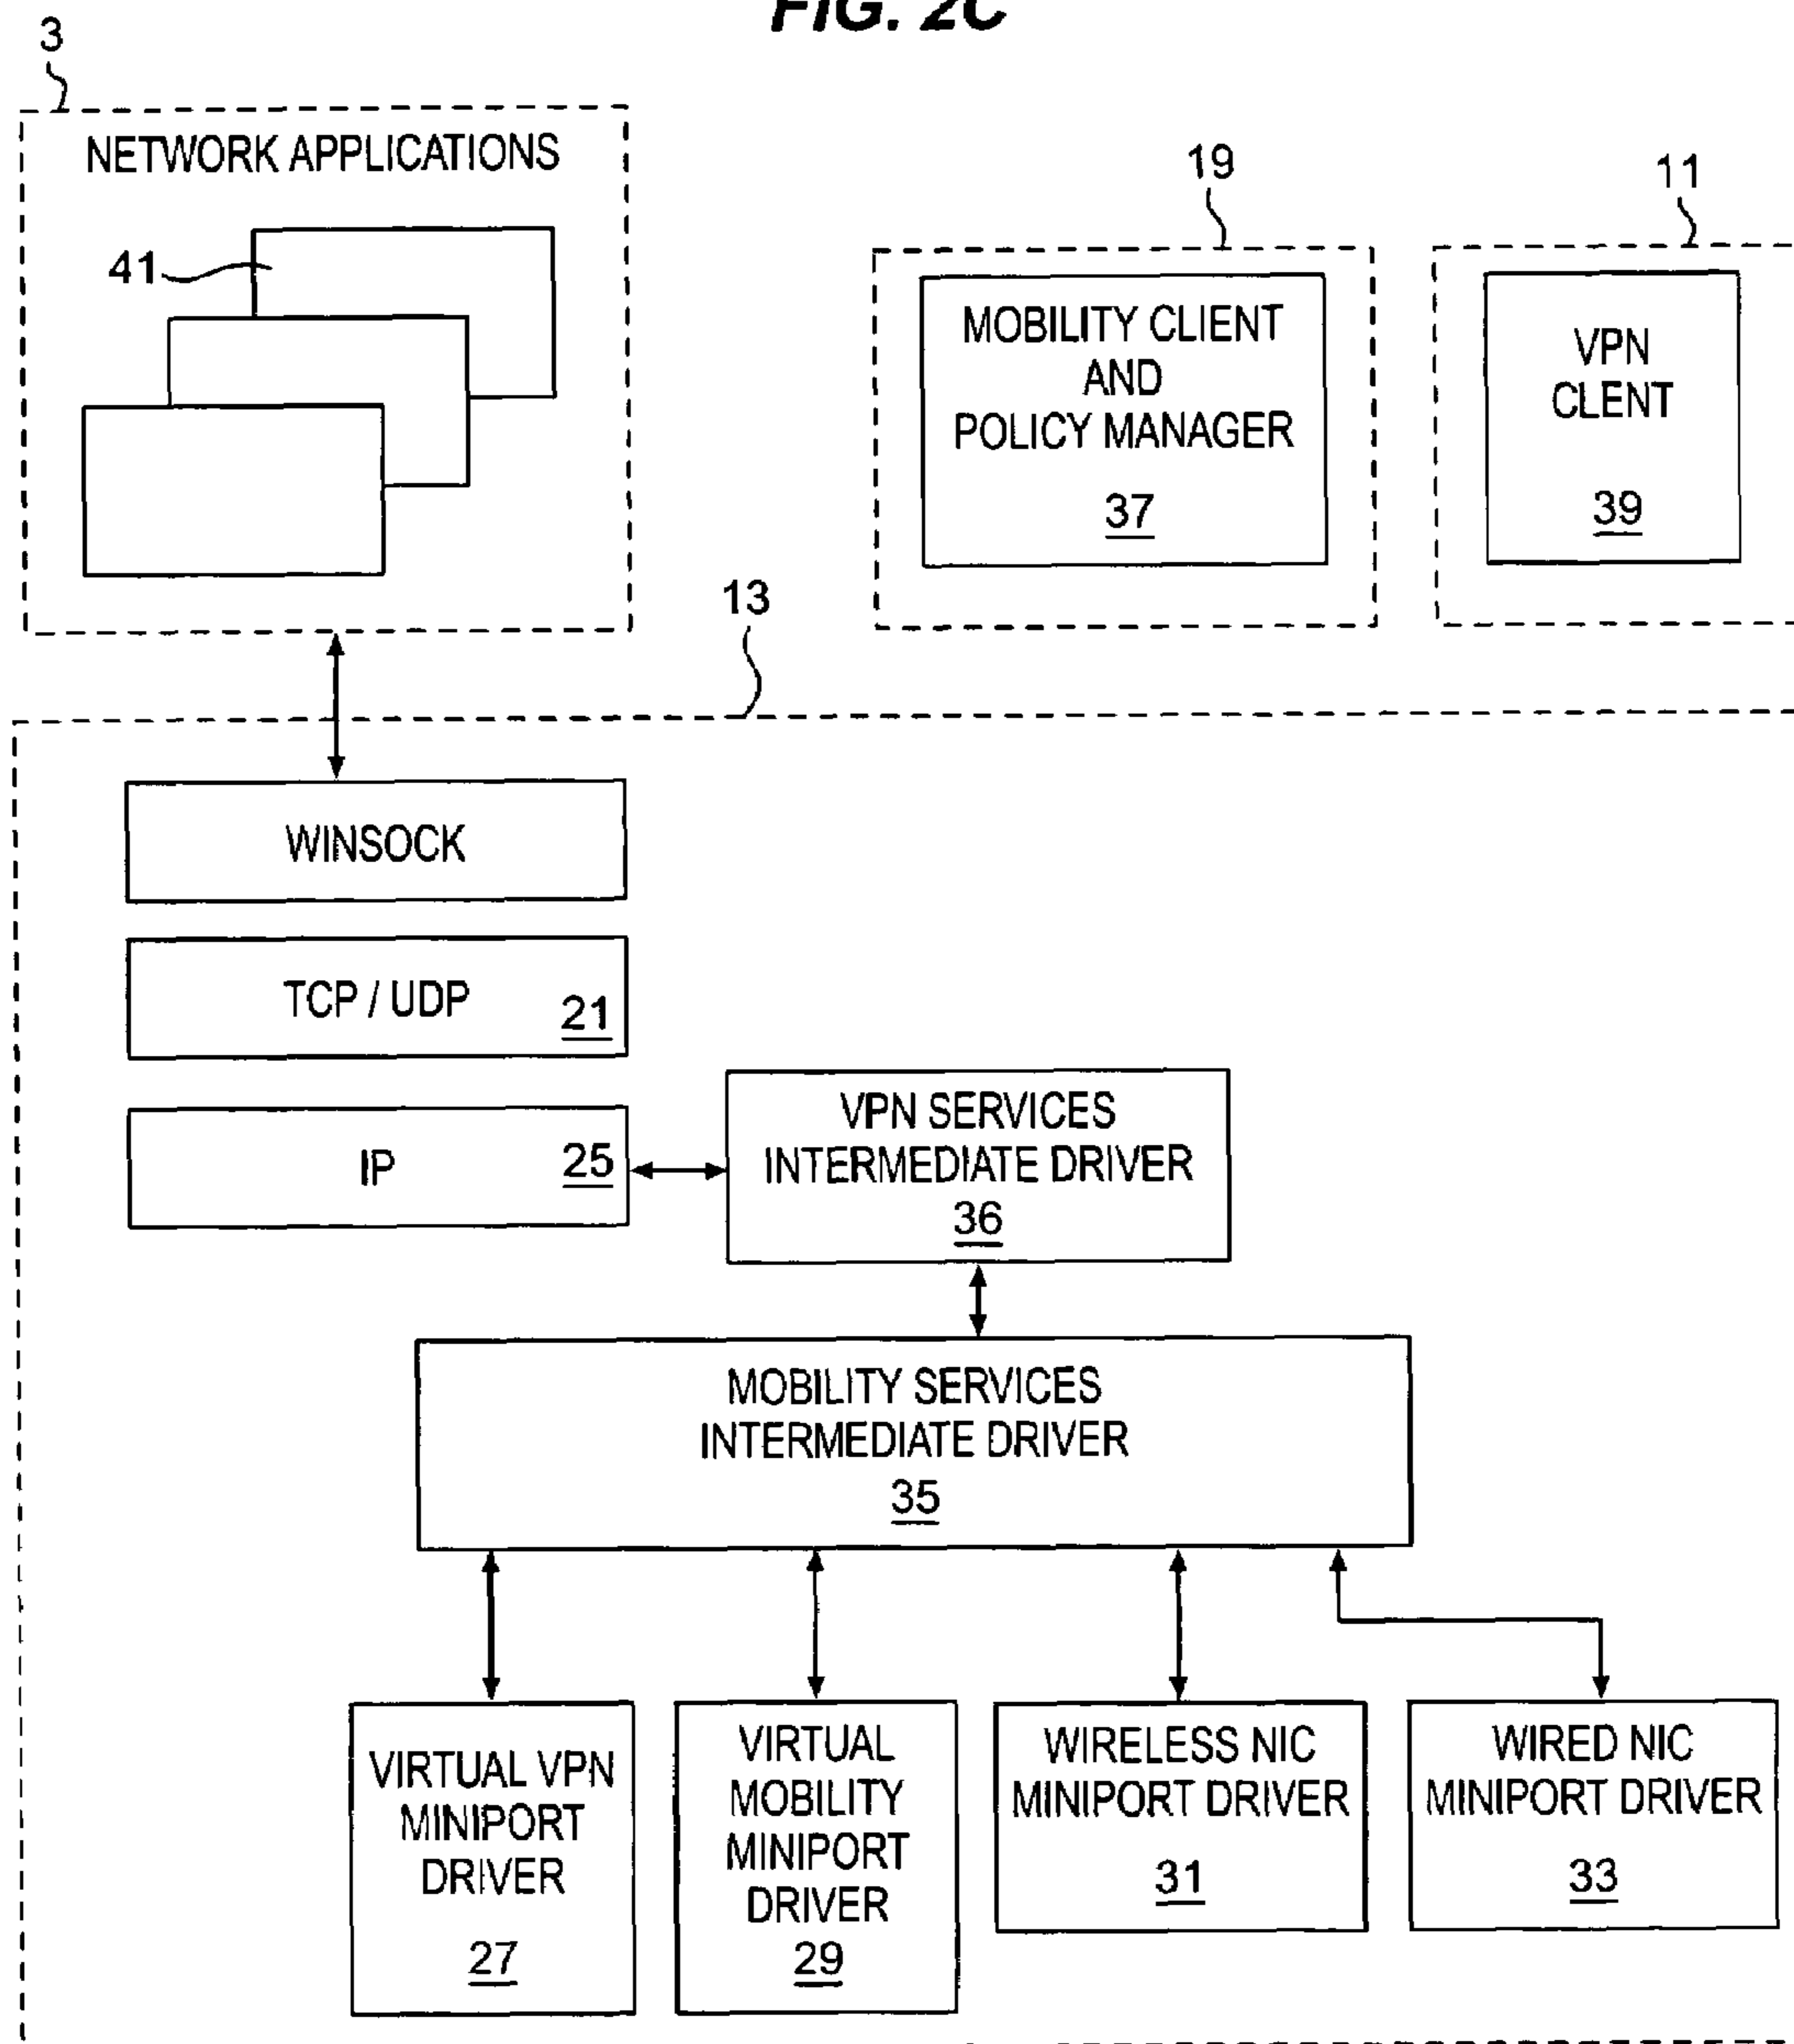 FIG. 2C
3
NETWORK APPLICATIONS
41
19
MOBILITY CLIENT
AND
POLICY MANAGER
37
11
VPN
CLENT
39
13
WINSOCK
TCP / UDP
21
IP
25
VPN SERVICES
INTERMEDIATE DRIVER
36
MOBILITY SERVICES
INTERMEDIATE DRIVER
35
VIRTUAL VPN
MINIPORT
DRIVER
27
VIRTUAL
MOBILITY
MINIPORT
DRIVER
29
WIRELESS NIC
MINIPORT DRIVER
31
WIRED NIC
MINIPORT DRIVER
33